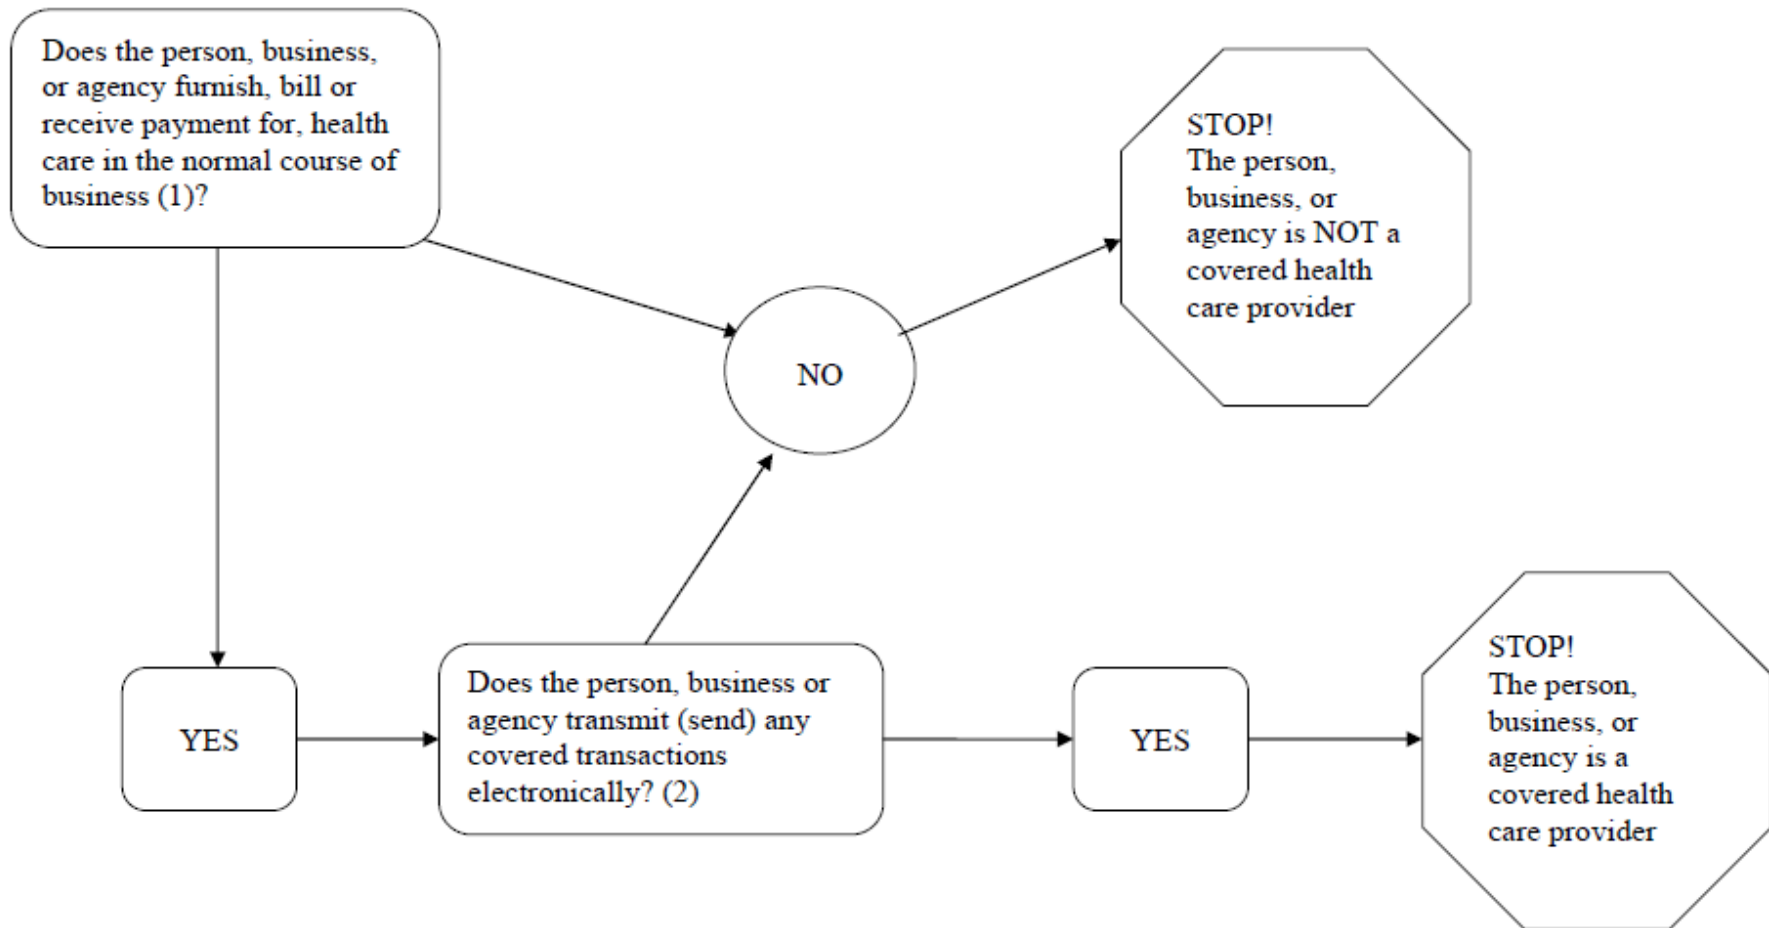 Does the person, business,
or agency furnish, bill or
receive payment for, health
care in the normal course of
business (1)?
STOP!
The person,
business, or
agency is NOT a
covered health
care provider
NO
YES
Does the person, business or
agency transmit (send) any
covered transactions
electronically? (2)
YES
STOP!
The person,
business, or
agency is a
covered health
care provider